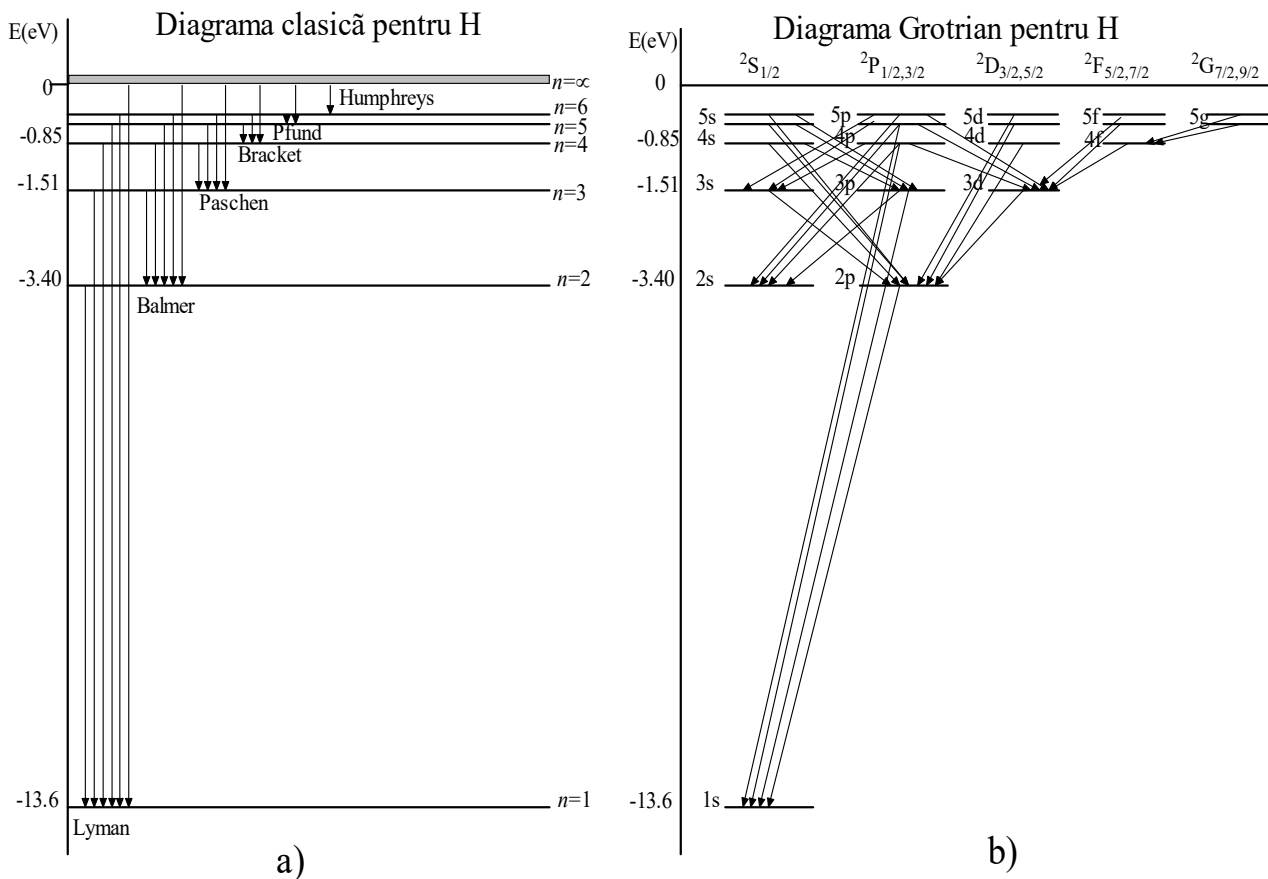 Diagrama clasicã pentru H
E(eV)
0
n=∞
Humphreys
n=6
Pfund
n=5
-0.85
n=4
Bracket
-1.51
n=3
Paschen
-3.40
n=2
Balmer
-13.6
n=1
Lyman
a)
Diagrama Grotrian pentru H
E(eV)
²S1/2 ²P1/2,3/2 ²D3/2,5/2 ²F5/2,7/2 ²G7/2,9/2
0
5s 5p 5d 5f 5g
-0.85 4s 4p 4d 4f
-1.51 3s 3p 3d
-3.40 2s 2p
-13.6 1s
b)